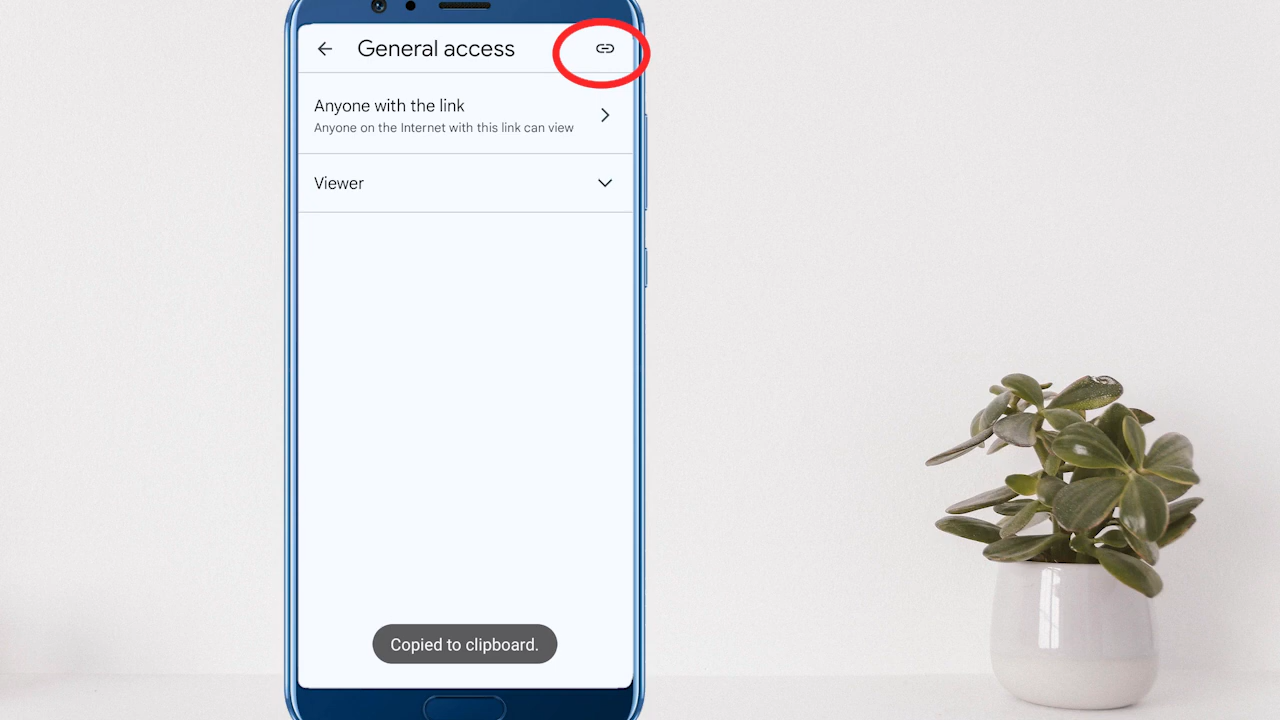 General access
Anyone with the link
Anyone on the Internet with this link can view
Viewer
Copied to clipboard.